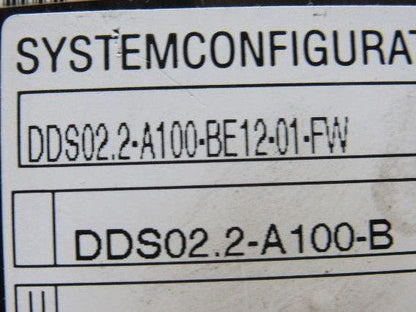 SYSTEMCONFIGURAT
DDS02.2-A100-BE12-01-FW
DDS02.2-A100-B